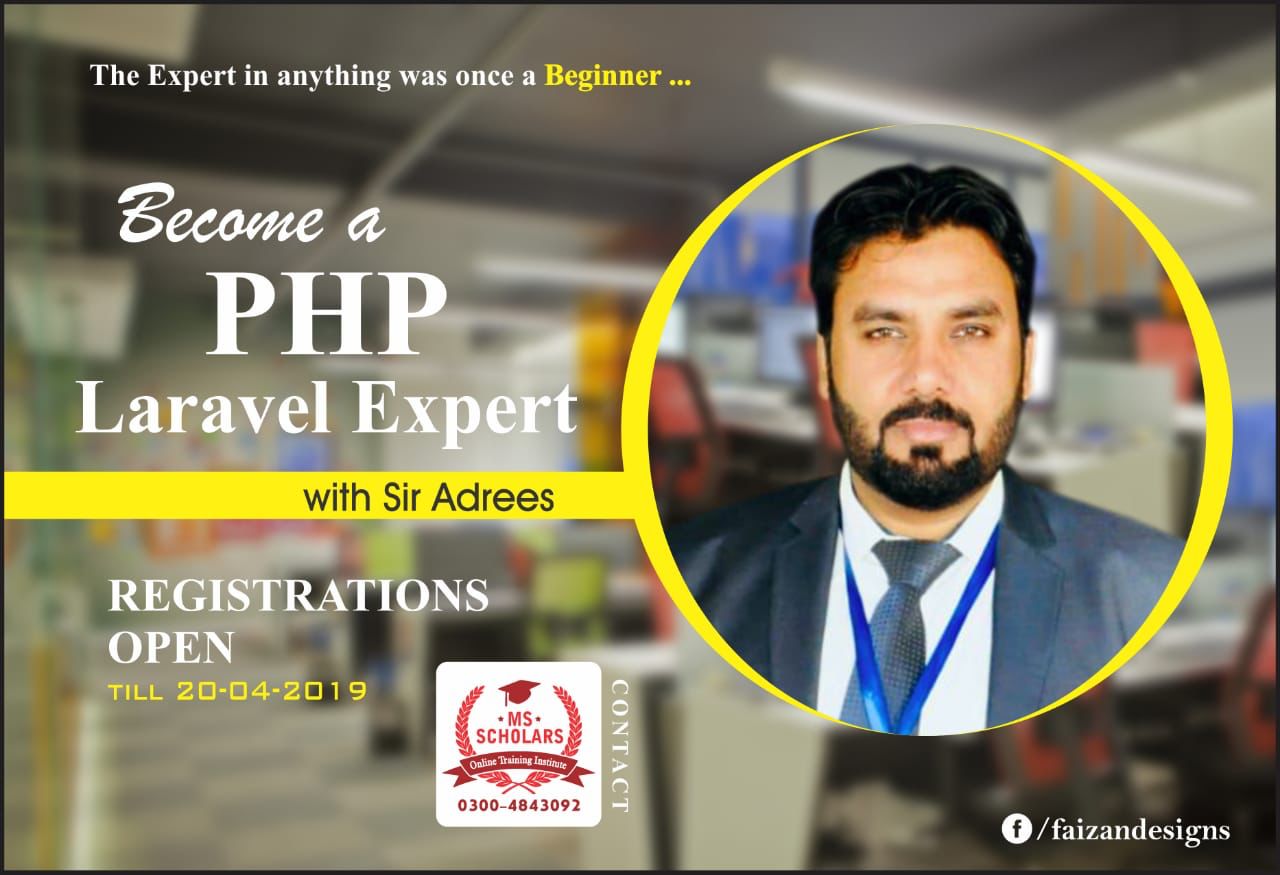 The Expert in anything was once a Beginner ...
Become a
PHP
Laravel Expert
with Sir Adrees
REGISTRATIONS
OPEN
TILL 20-04-2019
MS
SCHOLARS
Online Training Institute
0300-4843092
CONTACT
/faizandesigns